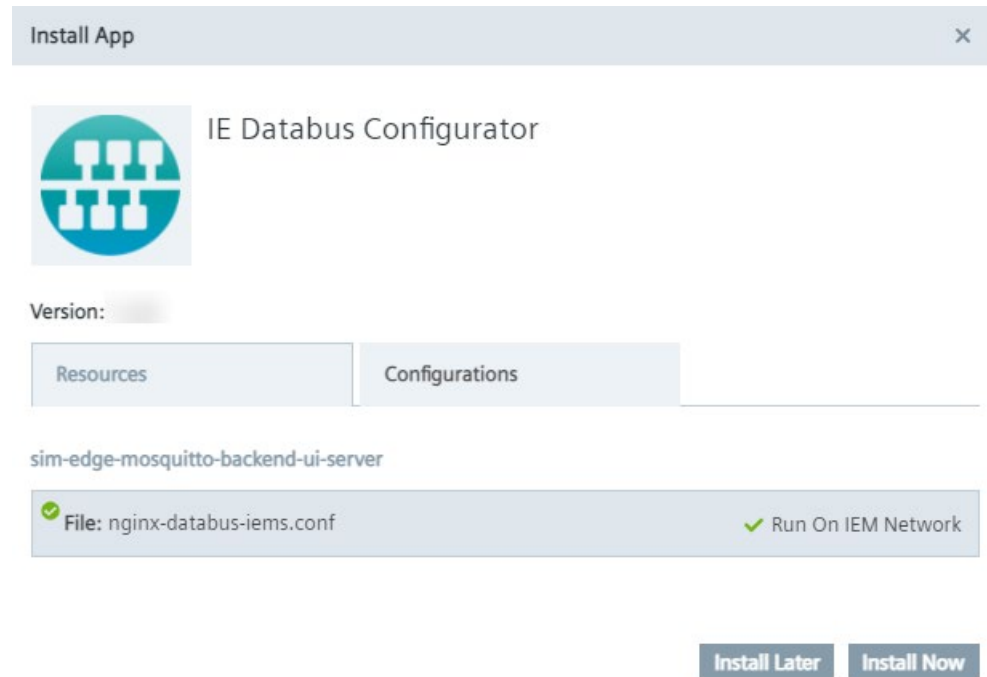 Install App
IE Databus Configurator
Version:
Resources Configurations
sim-edge-mosquitto-backend-ui-server
File: nginx-databus-iems.conf Run On IEM Network
Install Later Install Now